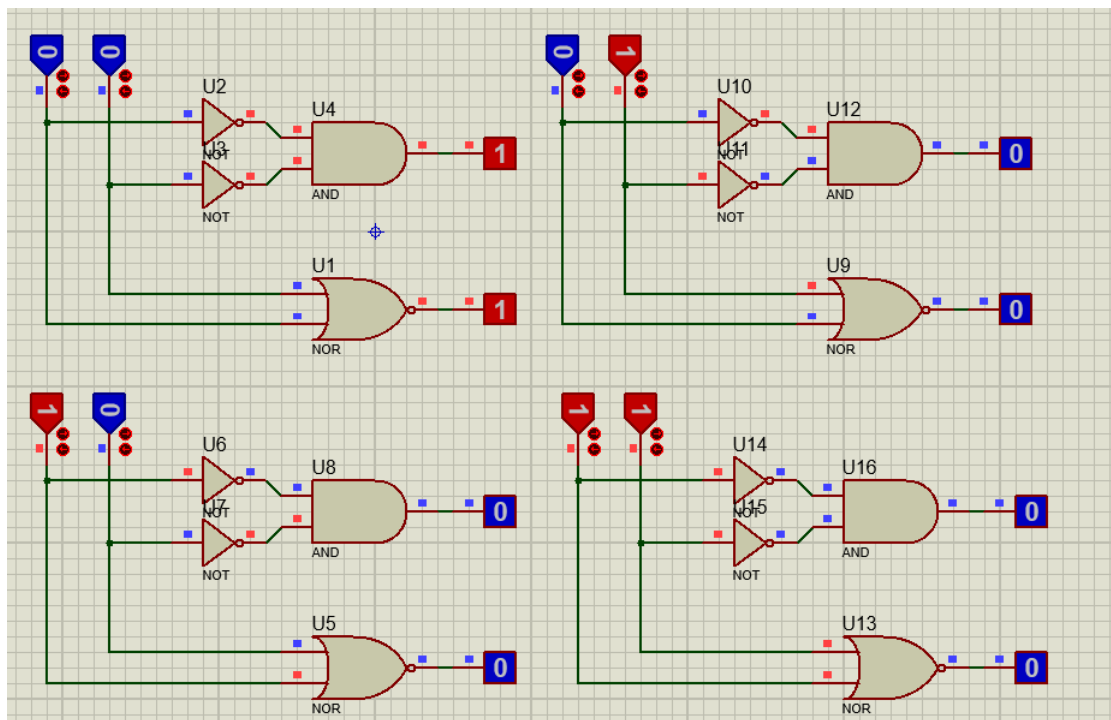 0 0 0 1
U2 U10
U4 U12
U3 U11
NOT NOT
1 0
NOT AND NOT AND
U1 U9
1 0
NOR NOR
1 0 1 1
U6 U14
U8 U16
U7 U15
NOT NOT
0 0
NOT AND NOT AND
U5 U13
0 0
NOR NOR